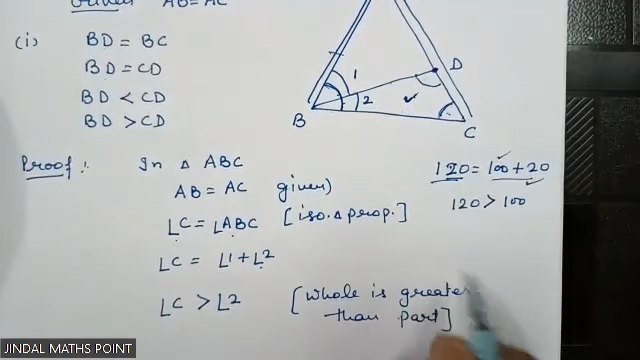 Given AB = AC
(i) BD = BC
BD = CD
BD < CD
BD > CD
1
2
✓
B
D
C
Proof : In △ ABC
AB = AC given)
∠C = ∠ABC [iso. △ prop.]
∠C = ∠1 + ∠2
∠C > ∠2 [Whole is greater
than part]
120 = 100 + 20
120 > 100
JINDAL MATHS POINT